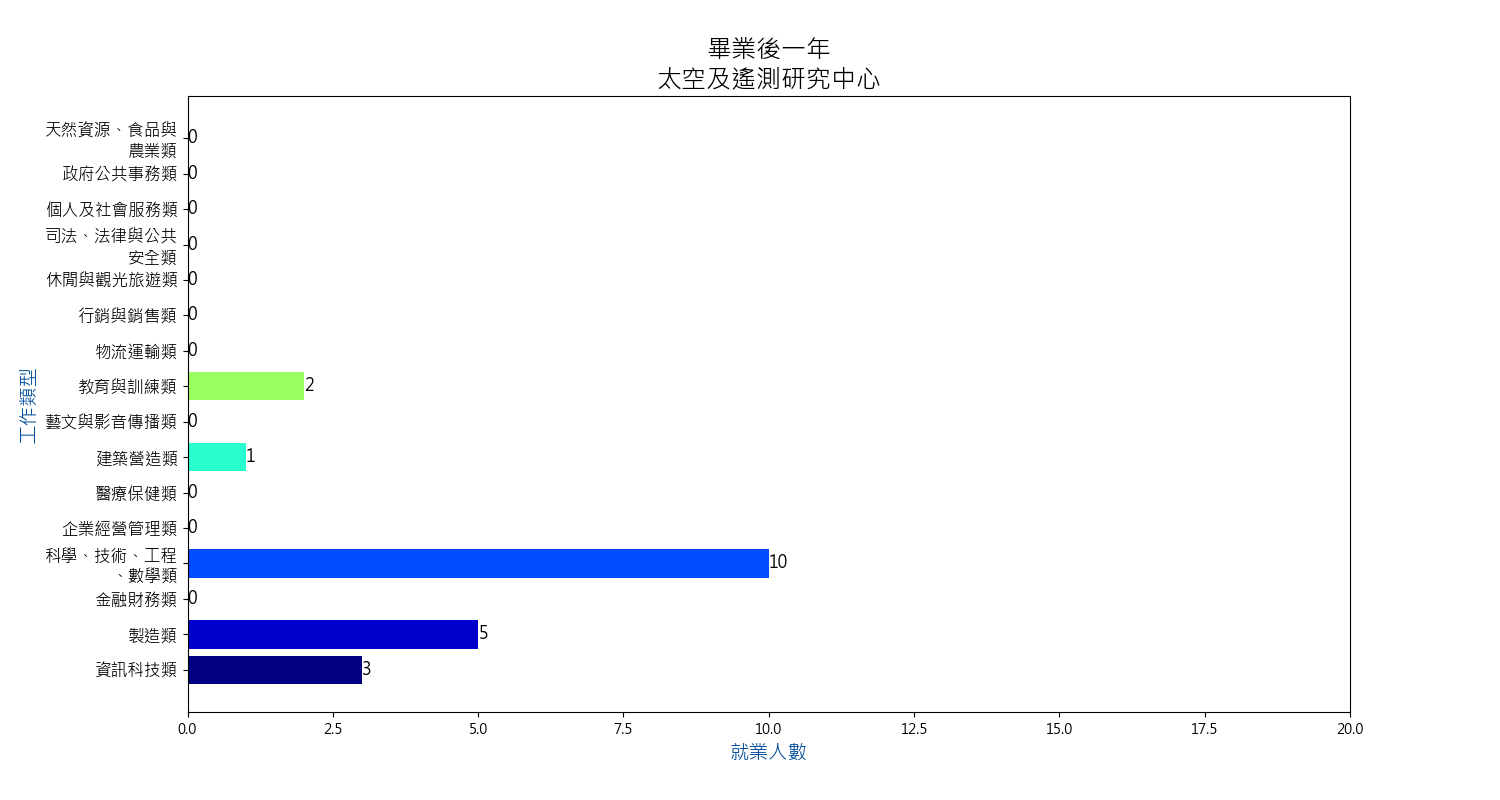 畢業後一年
太空及遙測研究中心
天然資源、食品與
農業類
0
政府公共事務類
0
個人及社會服務類
0
司法、法律與公共
安全類
0
休閒與觀光旅遊類
0
行銷與銷售類
0
物流運輸類
0
教育與訓練類
2
藝文與影音傳播類
0
建築營造類
1
醫療保健類
0
企業經營管理類
0
科學、技術、工程
、數學類
10
金融財務類
0
製造類
5
資訊科技類
3
工作類型
0.0 2.5 5.0 7.5 10.0 12.5 15.0 17.5 20.0
就業人數